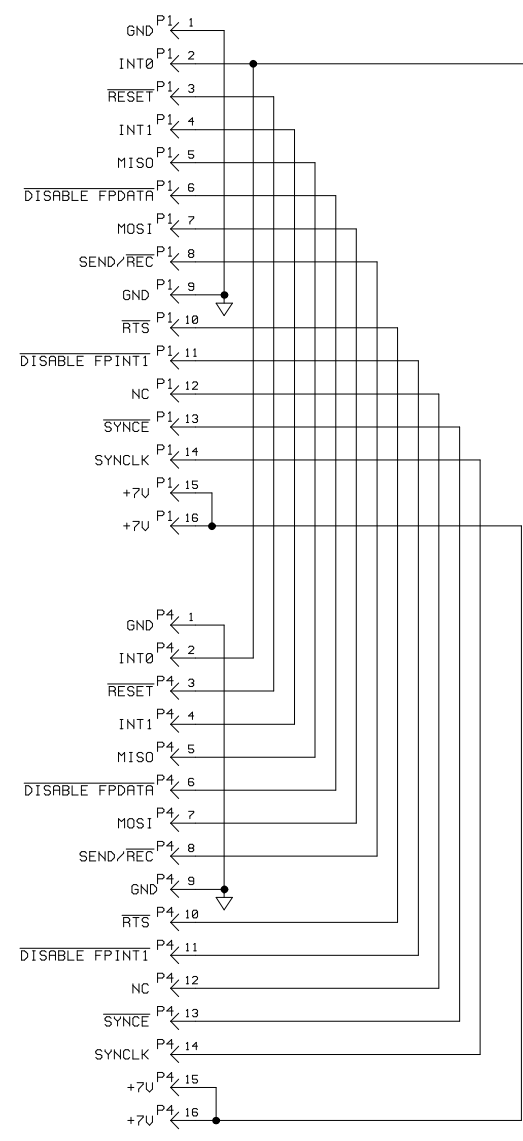 GND P1 1
INT0 P1 2
RESET P1 3
INT1 P1 4
MISO P1 5
DISABLE FPDATA P1 6
MOSI P1 7
SEND/REC P1 8
GND P1 9
RTS P1 10
DISABLE FPINT1 P1 11
NC P1 12
SYNCE P1 13
SYNCLK P1 14
+7V P1 15
+7V P1 16
GND P4 1
INT0 P4 2
RESET P4 3
INT1 P4 4
MISO P4 5
DISABLE FPDATA P4 6
MOSI P4 7
SEND/REC P4 8
GND P4 9
RTS P4 10
DISABLE FPINT1 P4 11
NC P4 12
SYNCE P4 13
SYNCLK P4 14
+7V P4 15
+7V P4 16